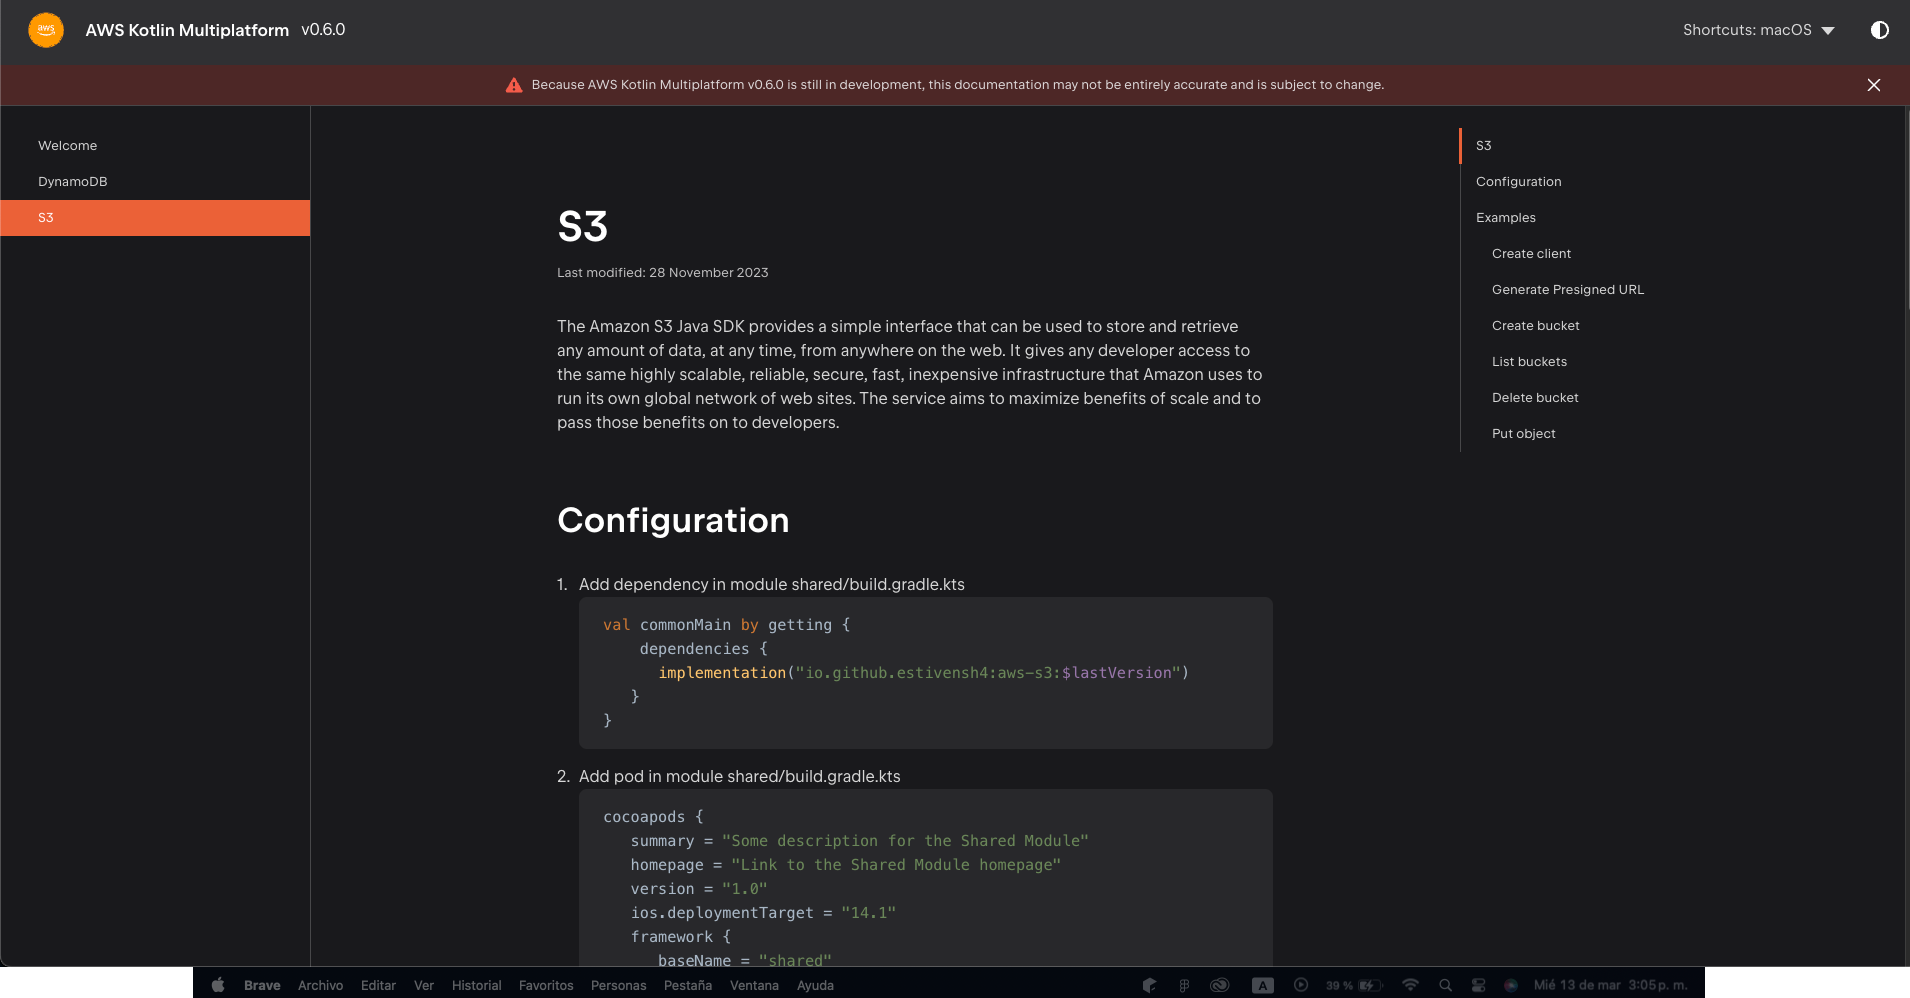 aws
AWS Kotlin Multiplatform v0.6.0
Shortcuts: macOS
Because AWS Kotlin Multiplatform v0.6.0 is still in development, this documentation may not be entirely accurate and is subject to change.
Welcome
DynamoDB
S3
S3
Last modified: 28 November 2023
The Amazon S3 Java SDK provides a simple interface that can be used to store and retrieve
any amount of data, at any time, from anywhere on the web. It gives any developer access to
the same highly scalable, reliable, secure, fast, inexpensive infrastructure that Amazon uses to
run its own global network of web sites. The service aims to maximize benefits of scale and to
pass those benefits on to developers.
Configuration
1. Add dependency in module shared/build.gradle.kts
val commonMain by getting {
dependencies {
implementation("io.github.estivensh4:aws-s3:$lastVersion")
}
}
2. Add pod in module shared/build.gradle.kts
cocoapods {
summary = "Some description for the Shared Module"
homepage = "Link to the Shared Module homepage"
version = "1.0"
ios.deploymentTarget = "14.1"
framework {
baseName = "shared"
S3
Configuration
Examples
Create client
Generate Presigned URL
Create bucket
List buckets
Delete bucket
Put object
Brave Archivo Editar Ver Historial Favoritos Personas Pestaña Ventana Ayuda
A 39 % Mié 13 de mar 3:05 p. m.